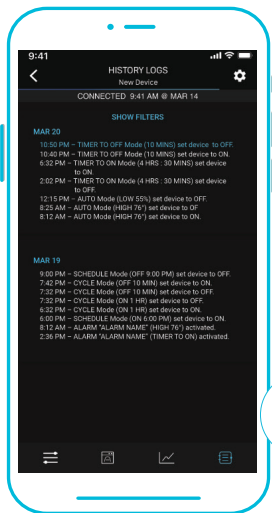 9:41
HISTORY LOGS
New Device
CONNECTED 9:41 AM @ MAR 14
SHOW FILTERS
MAR 20
10:50 PM – TIMER TO OFF Mode (10 MINS) set device to OFF.
10:40 PM – TIMER TO OFF Mode (10 MINS) set device to ON.
6:32 PM – TIMER TO ON Mode (4 HRS : 30 MINS) set device
to ON.
2:02 PM – TIMER TO ON Mode (4 HRS : 30 MINS) set device
to OFF.
12:15 PM – AUTO Mode (LOW 55%) set device to OFF.
8:25 AM – AUTO Mode (HIGH 76°) set device to OF
8:12 AM – AUTO Mode (HIGH 76°) set device to ON.
MAR 19
9:00 PM – SCHEDULE Mode (OFF 9:00 PM) set device to OFF.
7:42 PM – CYCLE Mode (OFF 10 MIN) set device to ON.
7:32 PM – CYCLE Mode (OFF 10 MIN) set device to OFF.
7:32 PM – CYCLE Mode (ON 1 HR) set device to OFF.
6:32 PM – CYCLE Mode (ON 1 HR) set device to ON.
6:00 PM – SCHEDULE Mode (ON 6:00 PM) set device to ON.
8:12 AM – ALARM "ALARM NAME" (HIGH 76°) activated.
2:36 PM – ALARM "ALARM NAME" (TIMER TO ON) activated.